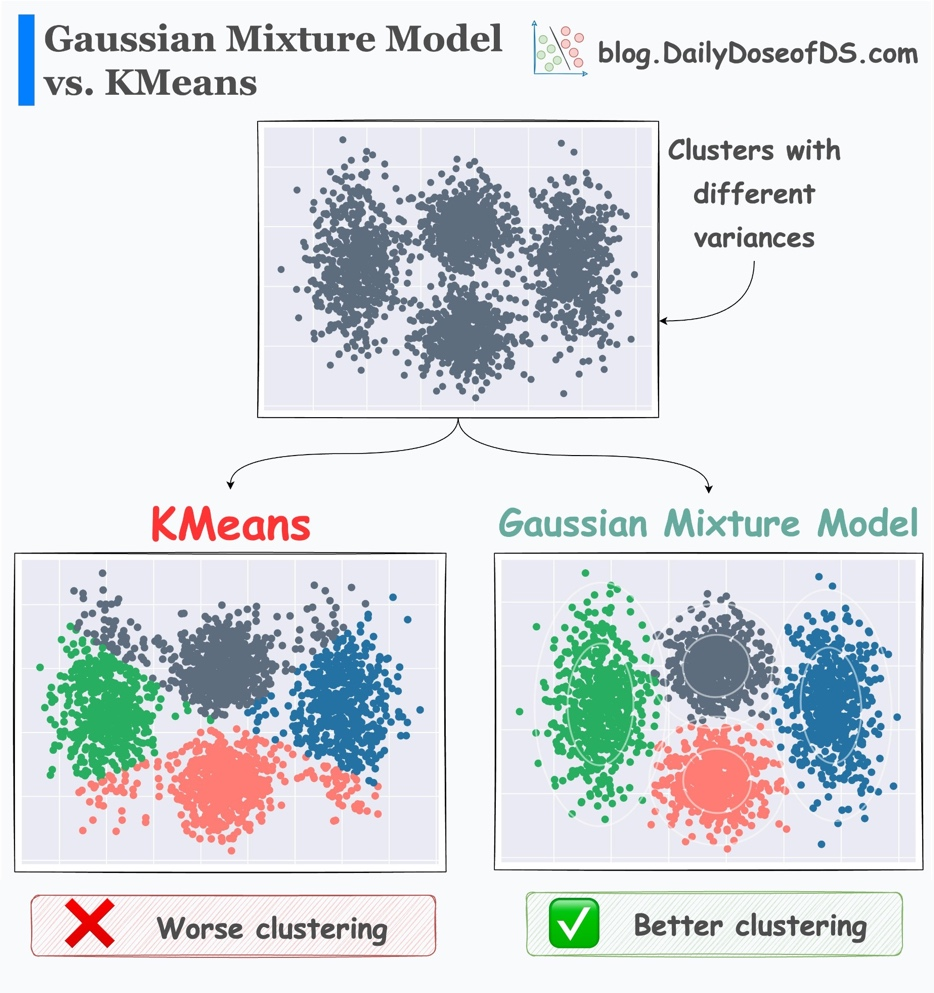 Gaussian Mixture Model
vs. KMeans
blog.DailyDoseofDS.com
Clusters with
different
variances
KMeans
Gaussian Mixture Model
Worse clustering
Better clustering